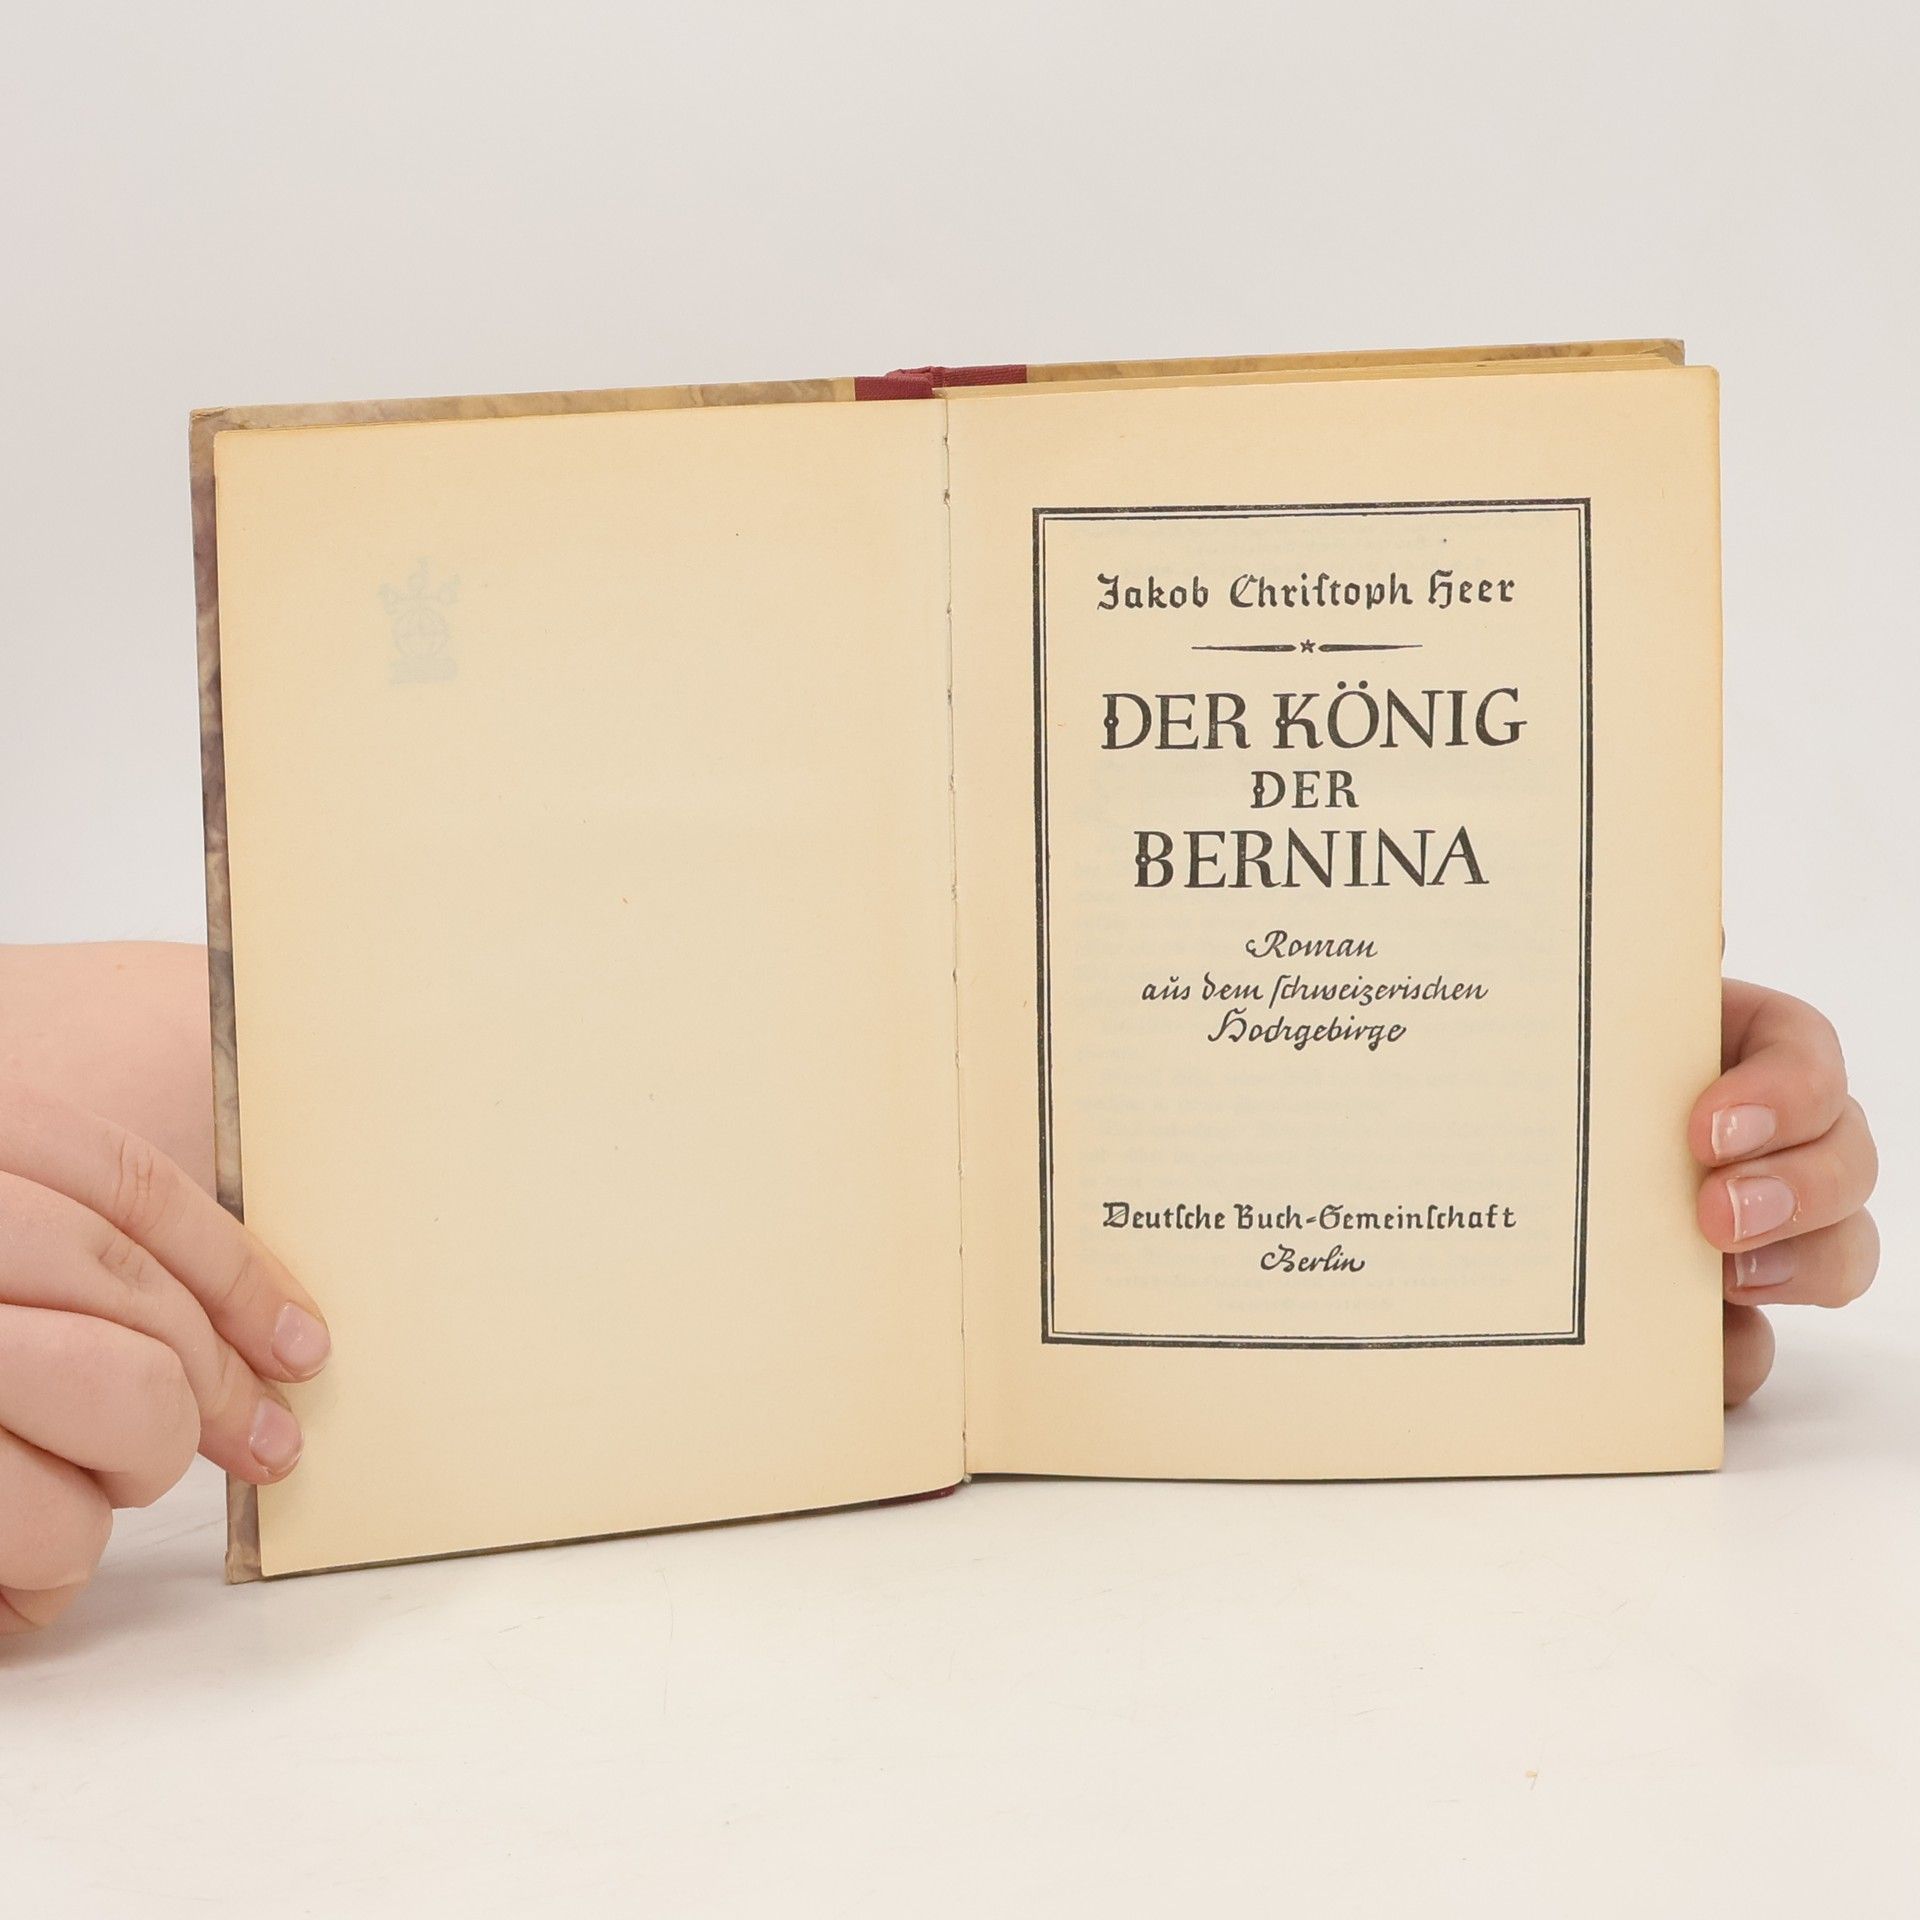 Jakob Chriſtoph Heer
DER KÖNIG
DER
BERNINA
Roman
aus dem ſchweizerischen
Hochgebirge
Deutſche Buch-Gemeinſchaft
Berlin